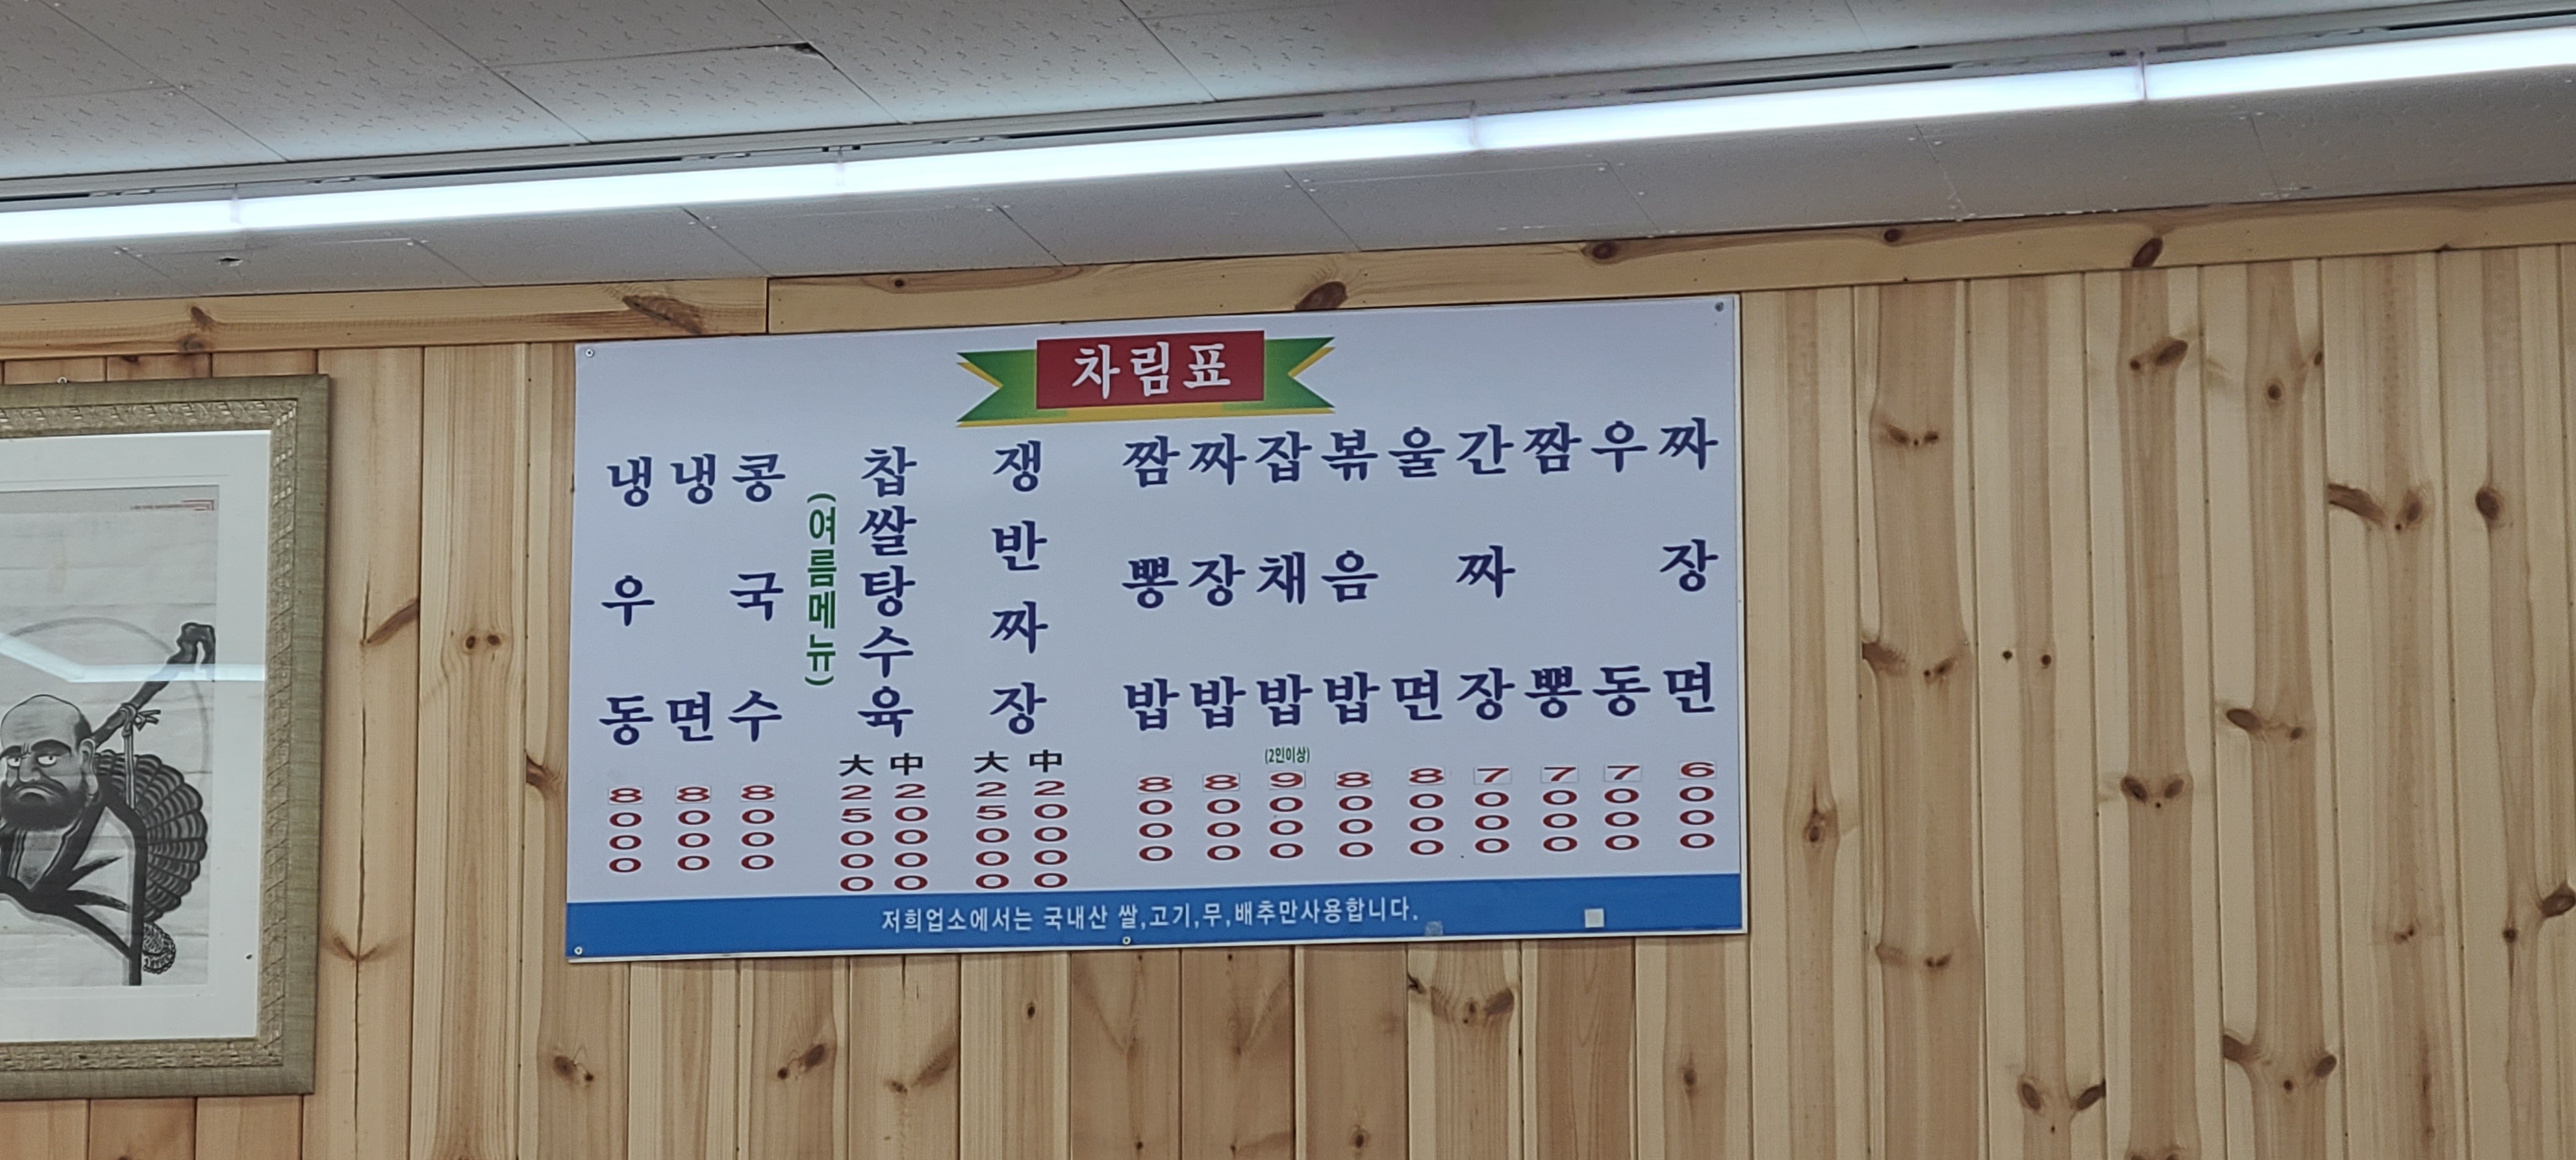 차림표
짜장면 6000
우동 7000
짬뽕 7000
간짜장 7000
울면 8000
볶음밥 8000
잡채밥 (2인이상) 9000
짜장밥 8000
짬뽕밥 8000
쟁반짜장 中 20000 大 25000
찹쌀탕수육 中 20000 大 25000
(여름메뉴)
콩국수 8000
냉면 8000
냉우동 8000
저희업소에서는 국내산 쌀,고기,무,배추만사용합니다.